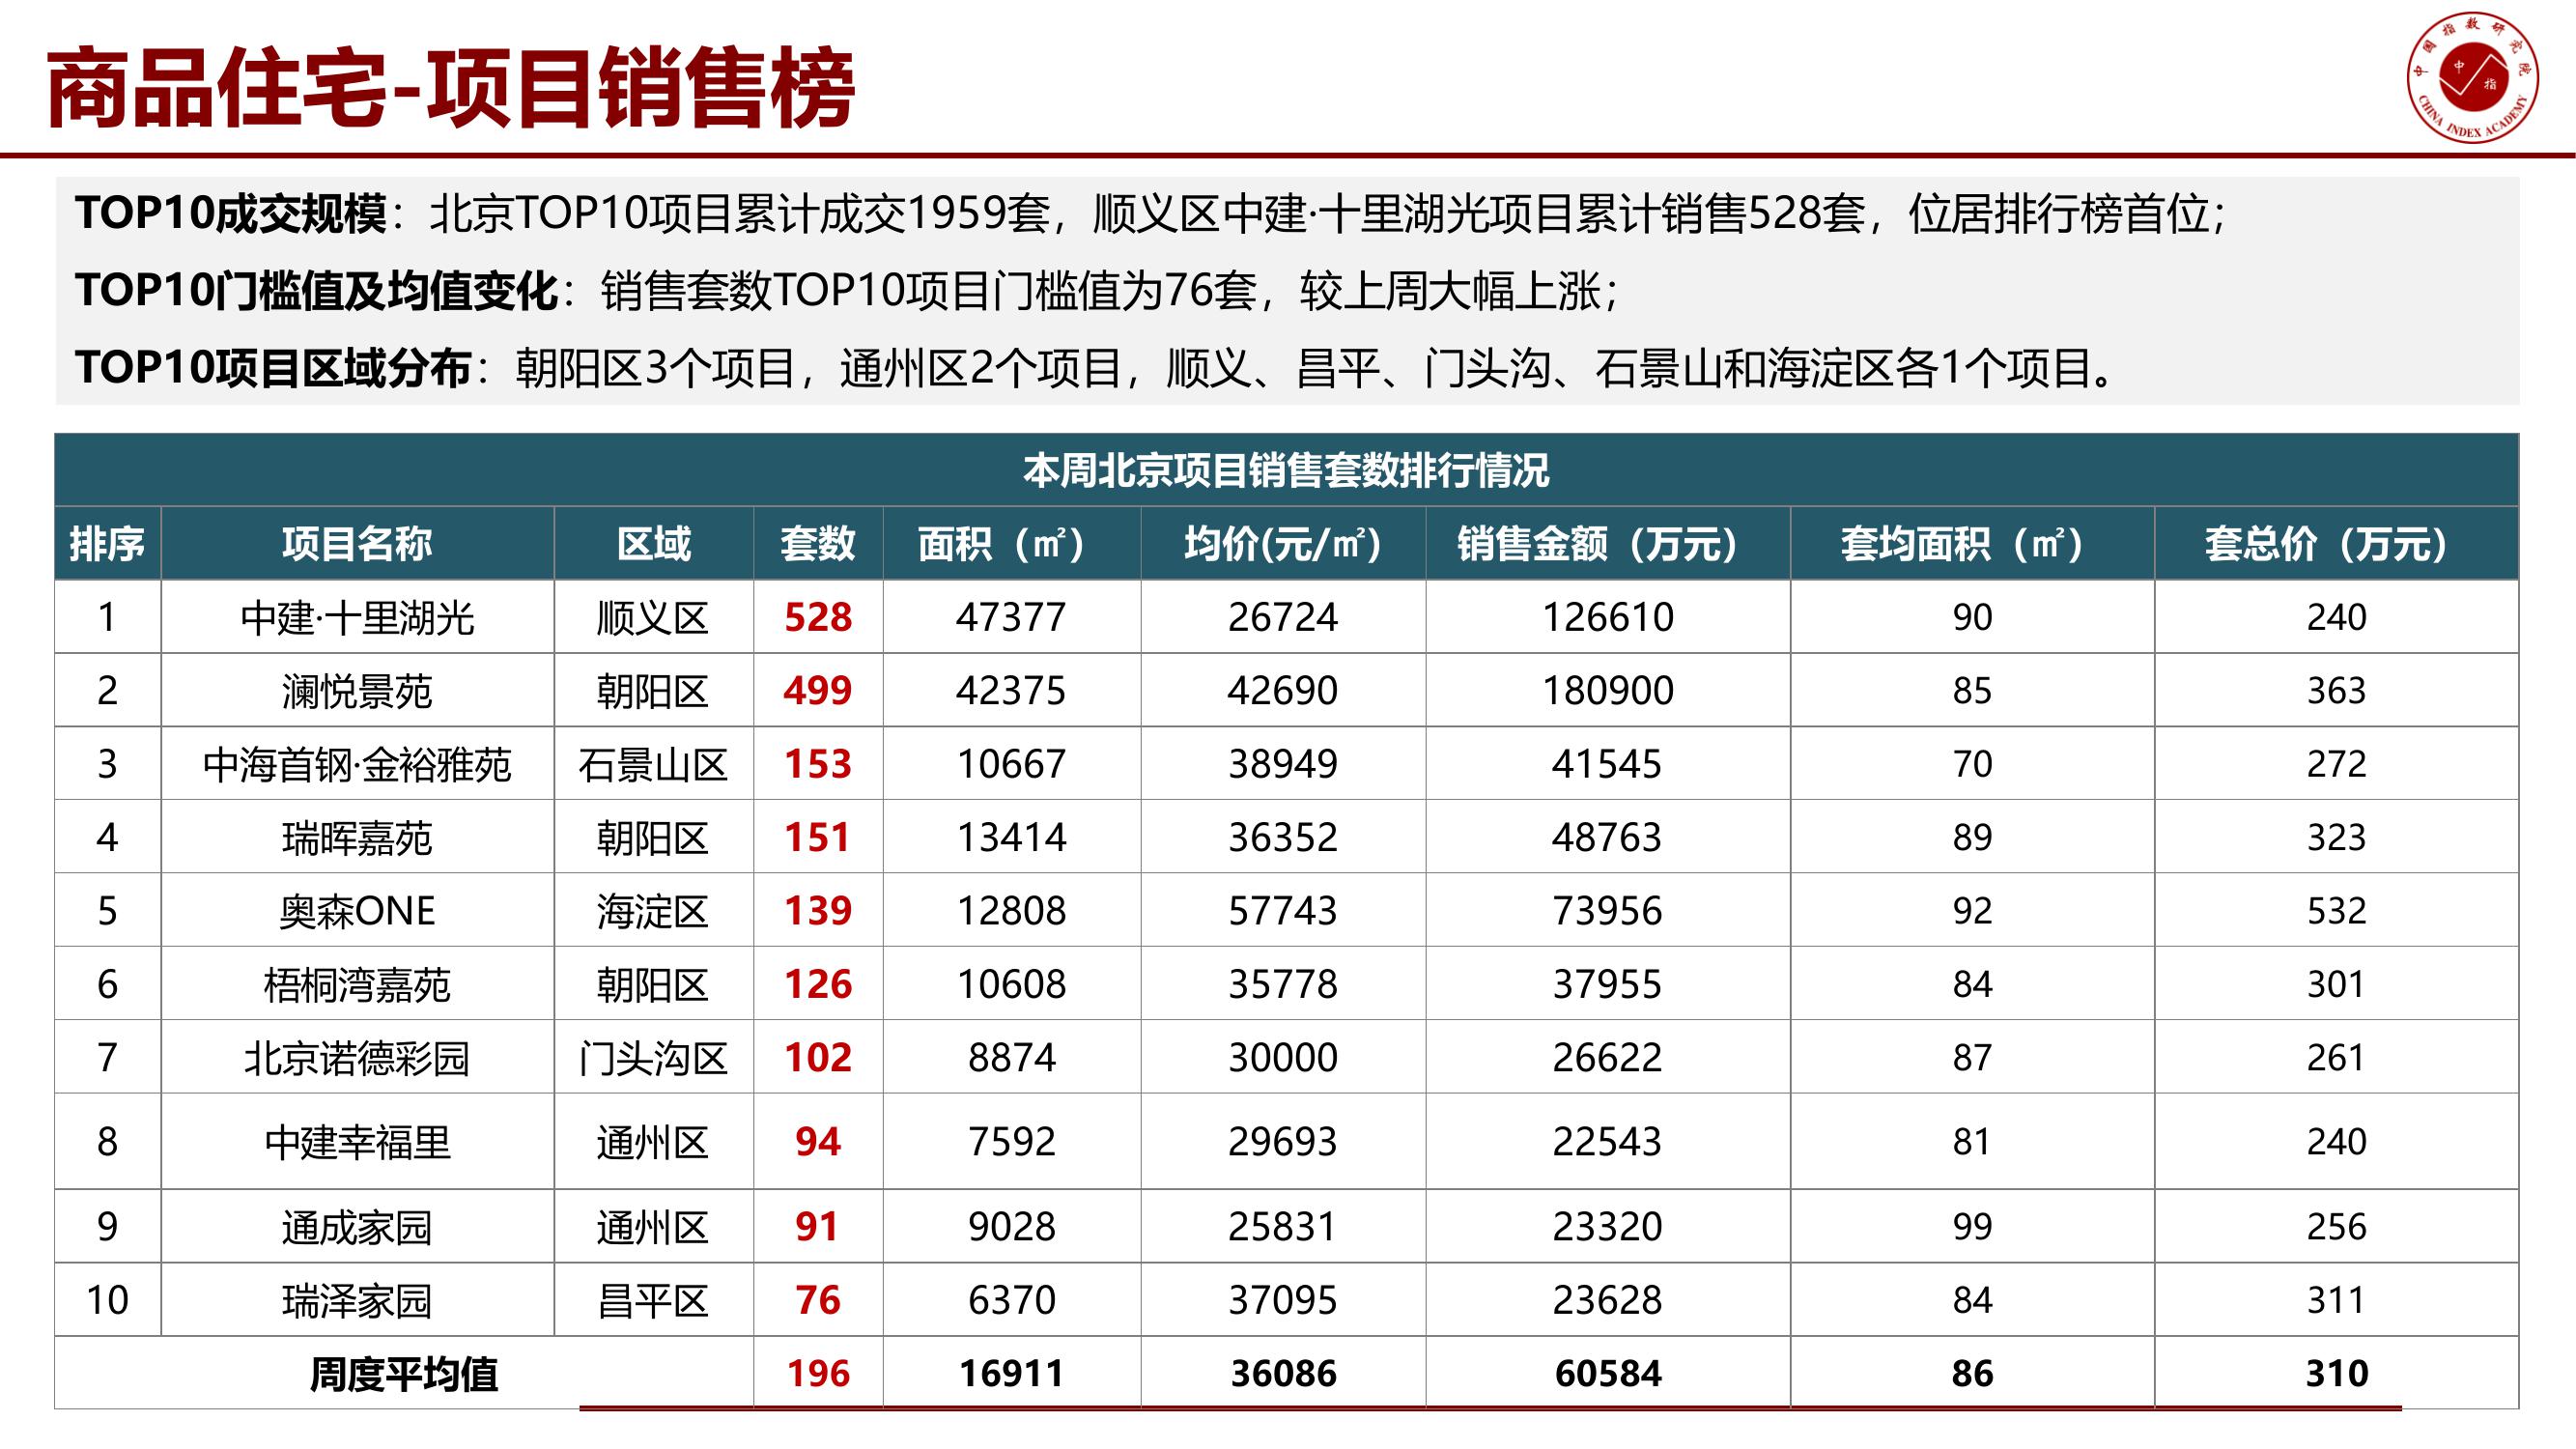 商品住宅-项目销售榜
中国指数研究院
中指
CHINA INDEX ACADEMY
TOP10成交规模：北京TOP10项目累计成交1959套，顺义区中建·十里湖光项目累计销售528套，位居排行榜首位；
TOP10门槛值及均值变化：销售套数TOP10项目门槛值为76套，较上周大幅上涨；
TOP10项目区域分布：朝阳区3个项目，通州区2个项目，顺义、昌平、门头沟、石景山和海淀区各1个项目。
本周北京项目销售套数排行情况
排序 项目名称 区域 套数 面积（㎡） 均价(元/㎡) 销售金额（万元） 套均面积（㎡） 套总价（万元）
1 中建·十里湖光 顺义区 528 47377 26724 126610 90 240
2 澜悦景苑 朝阳区 499 42375 42690 180900 85 363
3 中海首钢·金裕雅苑 石景山区 153 10667 38949 41545 70 272
4 瑞晖嘉苑 朝阳区 151 13414 36352 48763 89 323
5 奥森ONE 海淀区 139 12808 57743 73956 92 532
6 梧桐湾嘉苑 朝阳区 126 10608 35778 37955 84 301
7 北京诺德彩园 门头沟区 102 8874 30000 26622 87 261
8 中建幸福里 通州区 94 7592 29693 22543 81 240
9 通成家园 通州区 91 9028 25831 23320 99 256
10 瑞泽家园 昌平区 76 6370 37095 23628 84 311
周度平均值 196 16911 36086 60584 86 310